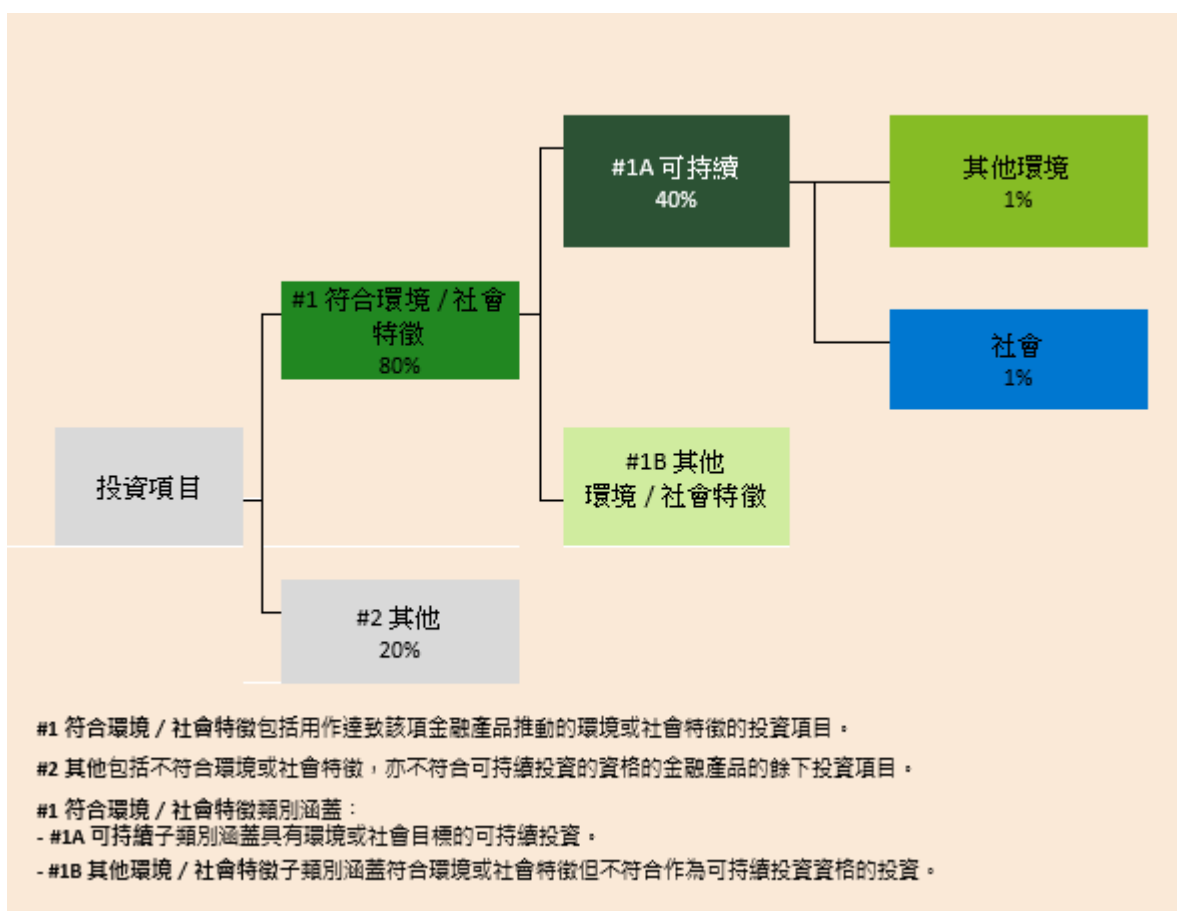 #1A 可持續
40%
其他環境
1%
#1 符合環境 / 社會
特徵
80%
社會
1%
投資項目
#1B 其他
環境 / 社會特徵
#2 其他
20%
#1 符合環境 / 社會特徵包括用作達致該項金融產品推動的環境或社會特徵的投資項目。
#2 其他包括不符合環境或社會特徵，亦不符合可持續投資的資格的金融產品的餘下投資項目。
#1 符合環境 / 社會特徵類別涵蓋：
- #1A 可持續子類別涵蓋具有環境或社會目標的可持續投資。
- #1B 其他環境 / 社會特徵子類別涵蓋符合環境或社會特徵但不符合作為可持續投資資格的投資。